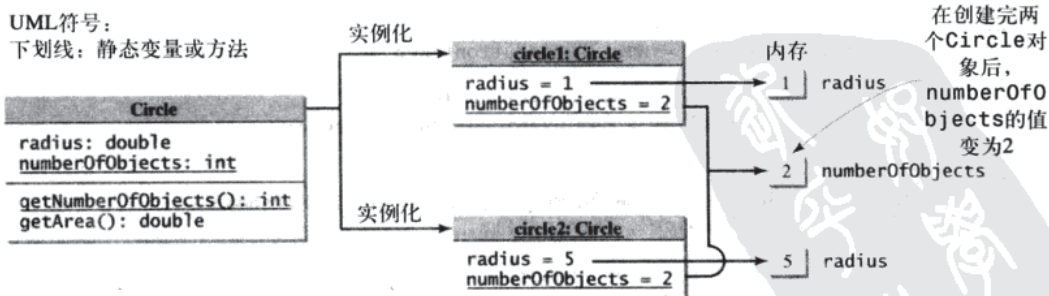 UML符号:
下划线:静态变量或方法
Circle
radius: double
numberOfObjects: int
getNumberOfObjects(): int
getArea(): double
实例化
实例化
circle1: Circle
radius = 1
numberOfObjects = 2
circle2: Circle
radius = 5
numberOfObjects = 2
内存
1 radius
2 numberOfObjects
5 radius
在创建完两
个Circle对
象后,
numberOfO
bjects的值
变为2